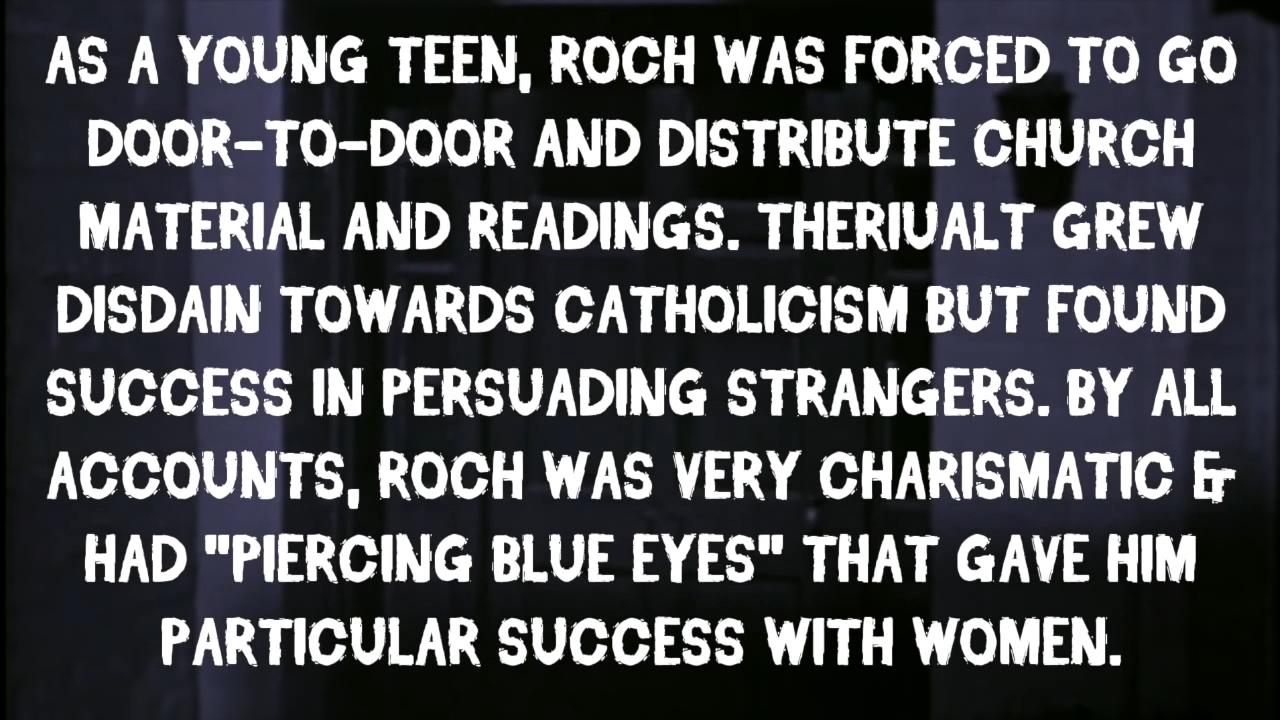 AS A YOUNG TEEN, ROCH WAS FORCED TO GO
DOOR-TO-DOOR AND DISTRIBUTE CHURCH
MATERIAL AND READINGS. THERIUALT GREW
DISDAIN TOWARDS CATHOLICISM BUT FOUND
SUCCESS IN PERSUADING STRANGERS. BY ALL
ACCOUNTS, ROCH WAS VERY CHARISMATIC &
HAD "PIERCING BLUE EYES" THAT GAVE HIM
PARTICULAR SUCCESS WITH WOMEN.